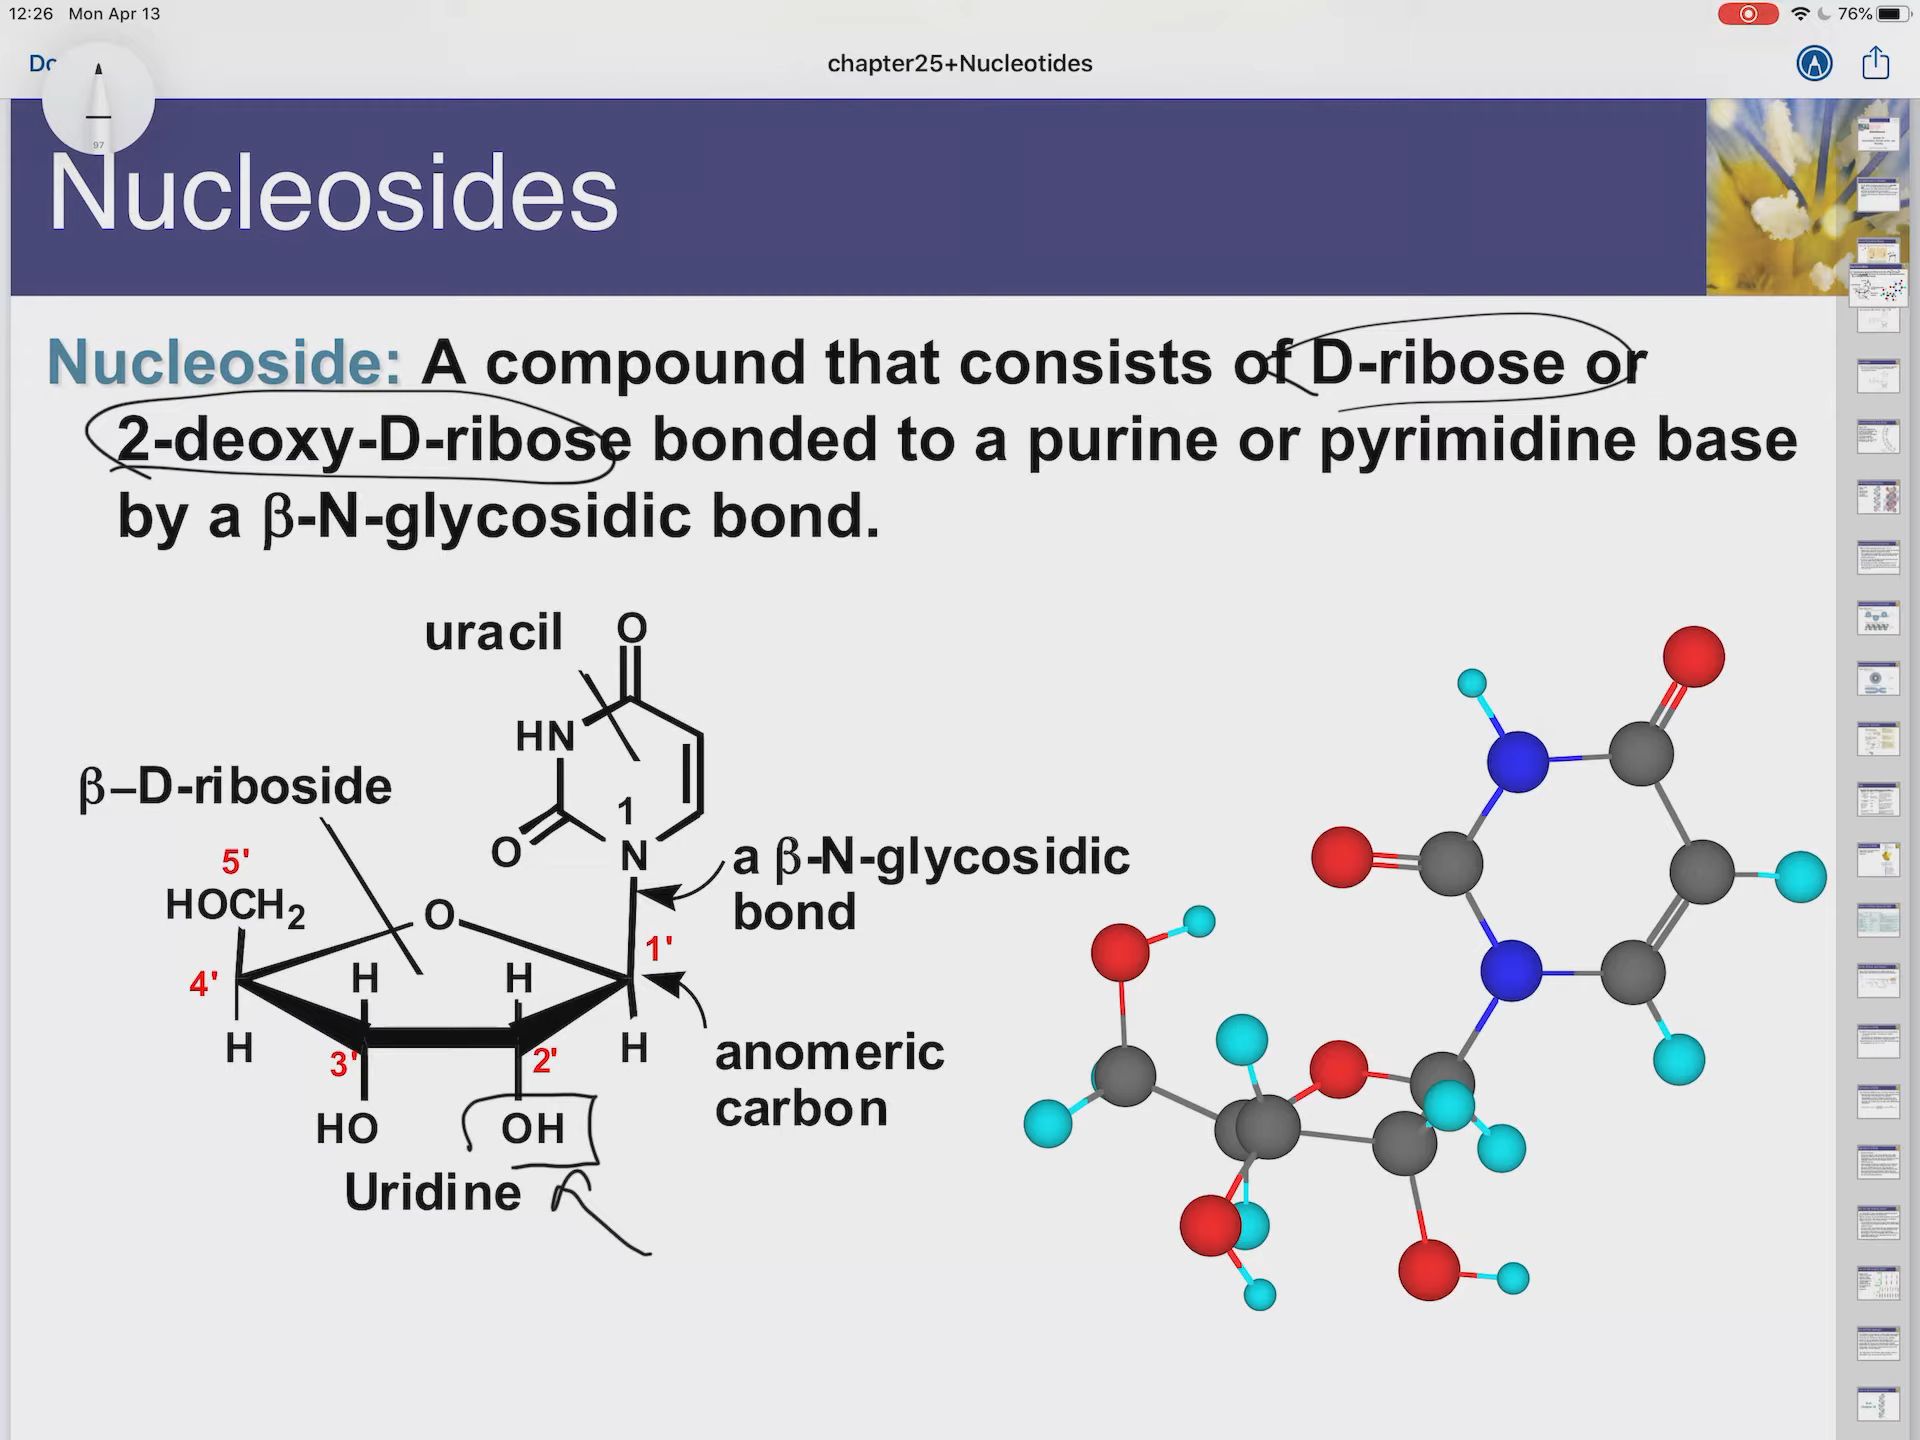 12:26 Mon Apr 13
76%
Do
chapter25+Nucleotides
97
Nucleosides
Nucleoside: A compound that consists of D-ribose or
2-deoxy-D-ribose bonded to a purine or pyrimidine base
by a β-N-glycosidic bond.
uracil
O
HN
β–D-riboside
1
O
N
a β-N-glycosidic
bond
5'
HOCH₂
O
1'
4'
H
H
H
3'
2'
H
anomeric
carbon
HO
OH
Uridine